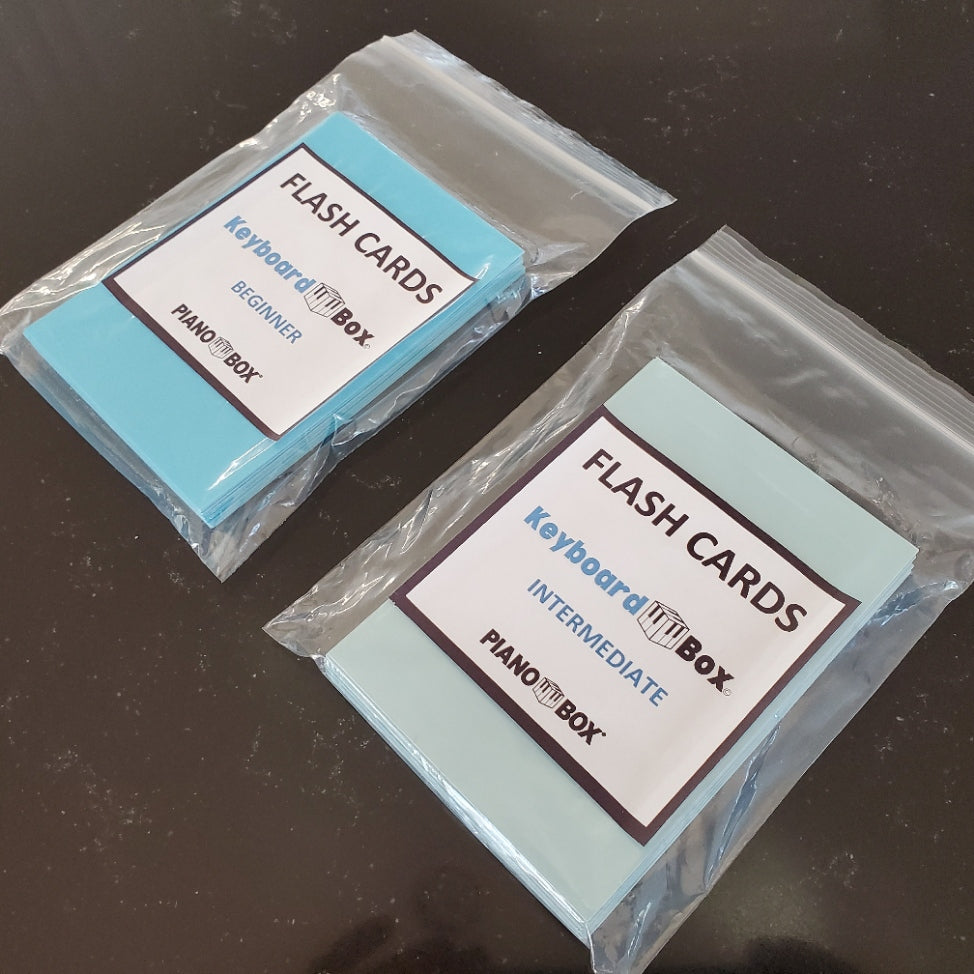 FLASH CARDS
Keyboard Box©
BEGINNER
PIANO BOX
FLASH CARDS
Keyboard Box©
INTERMEDIATE
PIANO BOX